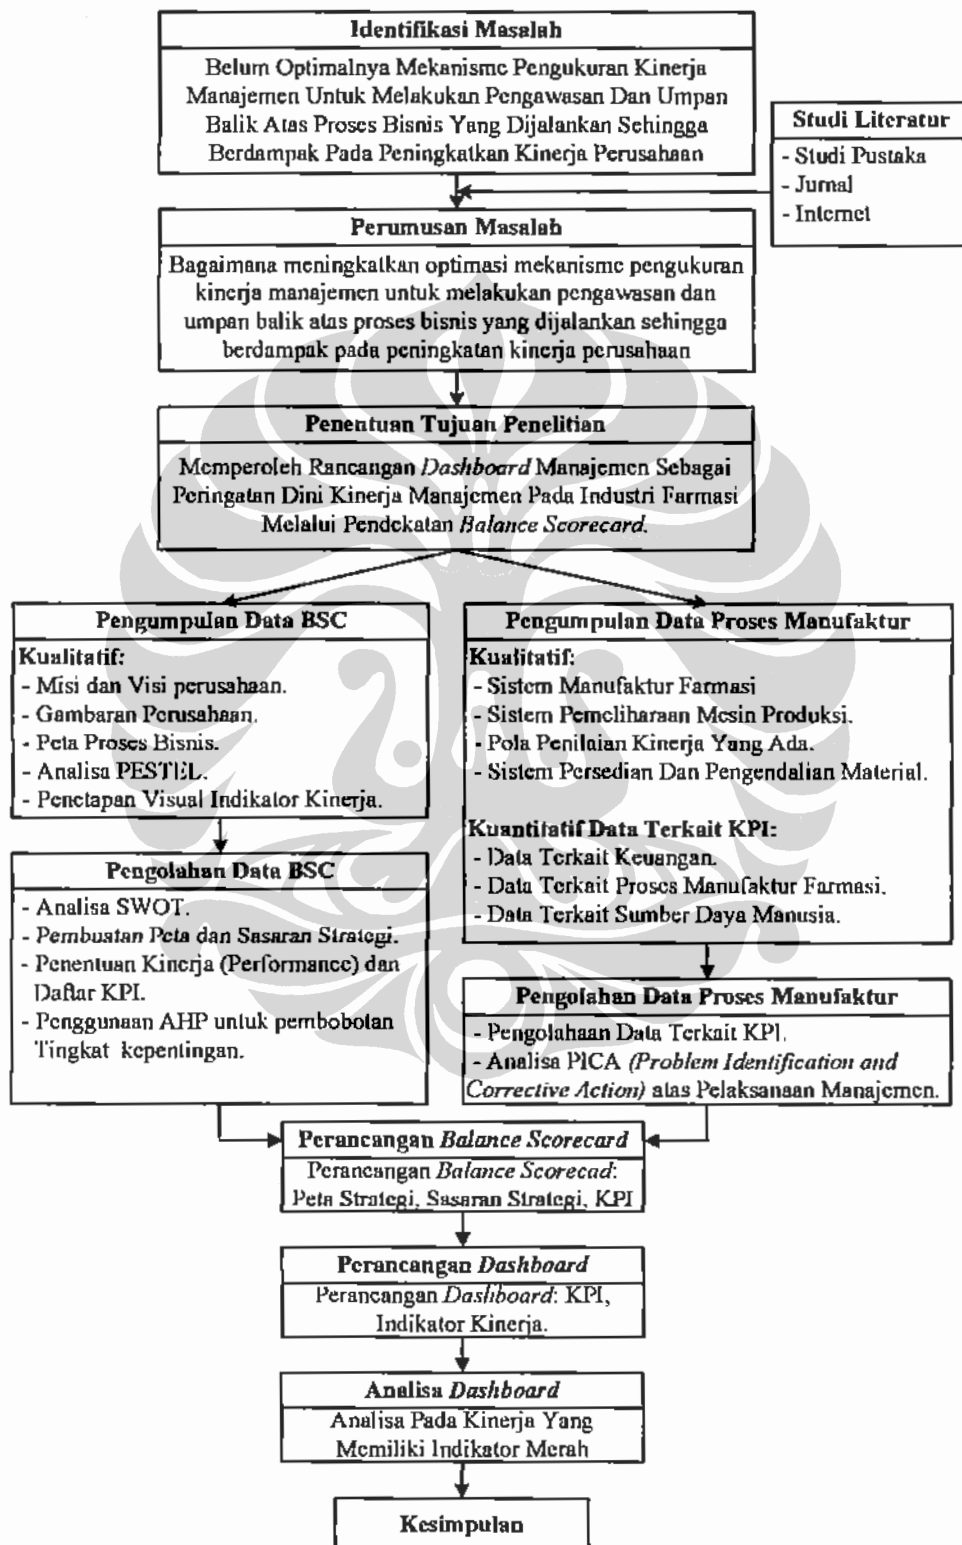 Identifikasi Masalah
Belum Optimalnya Mekanisme Pengukuran Kinerja
Manajemen Untuk Melakukan Pengawasan Dan Umpan
Balik Atas Proses Bisnis Yang Dijalankan Sehingga
Berdampak Pada Peningkatkan Kinerja Perusahaan
Studi Literatur
- Studi Pustaka
- Jurnal
- Internet
Perumusan Masalah
Bagaimana meningkatkan optimasi mekanisme pengukuran
kinerja manajemen untuk melakukan pengawasan dan
umpan balik atas proses bisnis yang dijalankan sehingga
berdampak pada peningkatan kinerja perusahaan
Penentuan Tujuan Penelitian
Memperoleh Rancangan Dashboard Manajemen Sebagai
Peringatan Dini Kinerja Manajemen Pada Industri Farmasi
Melalui Pendekatan Balance Scorecard.
Pengumpulan Data BSC
Kualitatif:
- Misi dan Visi perusahaan.
- Gambaran Perusahaan.
- Peta Proses Bisnis.
- Analisa PESTEL.
- Penetapan Visual Indikator Kinerja.
Pengumpulan Data Proses Manufaktur
Kualitatif:
- Sistem Manufaktur Farmasi
- Sistem Pemeliharaan Mesin Produksi.
- Pola Penilaian Kinerja Yang Ada.
- Sistem Persedian Dan Pengendalian Material.
Kuantitatif Data Terkait KPI:
- Data Terkait Keuangan.
- Data Terkait Proses Manufaktur Farmasi.
- Data Terkait Sumber Daya Manusia.
Pengolahan Data BSC
- Analisa SWOT.
- Pembuatan Peta dan Sasaran Strategi.
- Penentuan Kinerja (Performance) dan
Daftar KPI.
- Penggunaan AHP untuk pembobotan
Tingkat kepentingan.
Pengolahan Data Proses Manufaktur
- Pengolahaan Data Terkait KPI.
- Analisa PICA (Problem Identification and
Corrective Action) atas Pelaksanaan Manajemen.
Perancangan Balance Scorecard
Perancangan Balance Scorecad:
Peta Strategi, Sasaran Strategi, KPI
Perancangan Dashboard
Perancangan Dashboard: KPI,
Indikator Kinerja.
Analisa Dashboard
Analisa Pada Kinerja Yang
Memiliki Indikator Merah
Kesimpulan